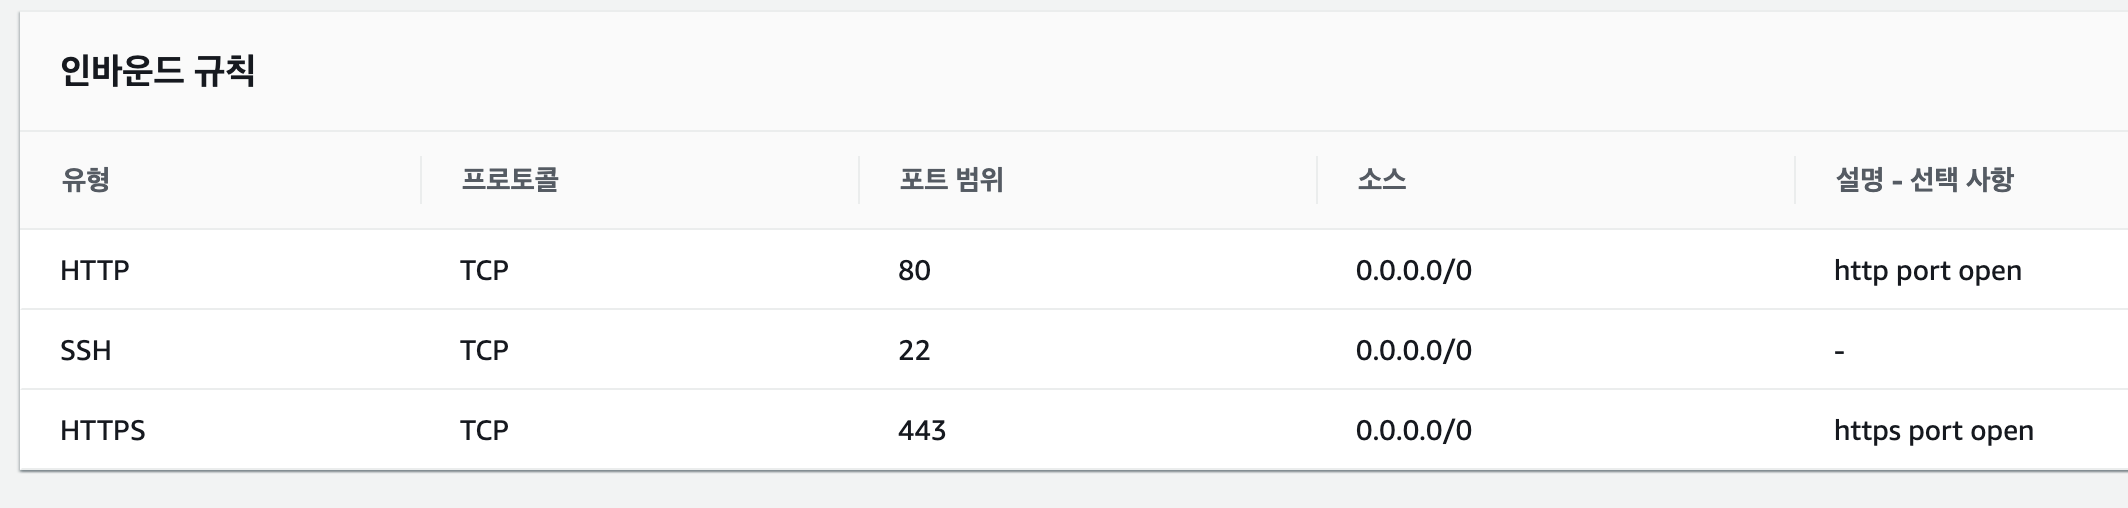 인바운드 규칙
유형 프로토콜 포트 범위 소스 설명 - 선택 사항
HTTP TCP 80 0.0.0.0/0 http port open
SSH TCP 22 0.0.0.0/0 -
HTTPS TCP 443 0.0.0.0/0 https port open